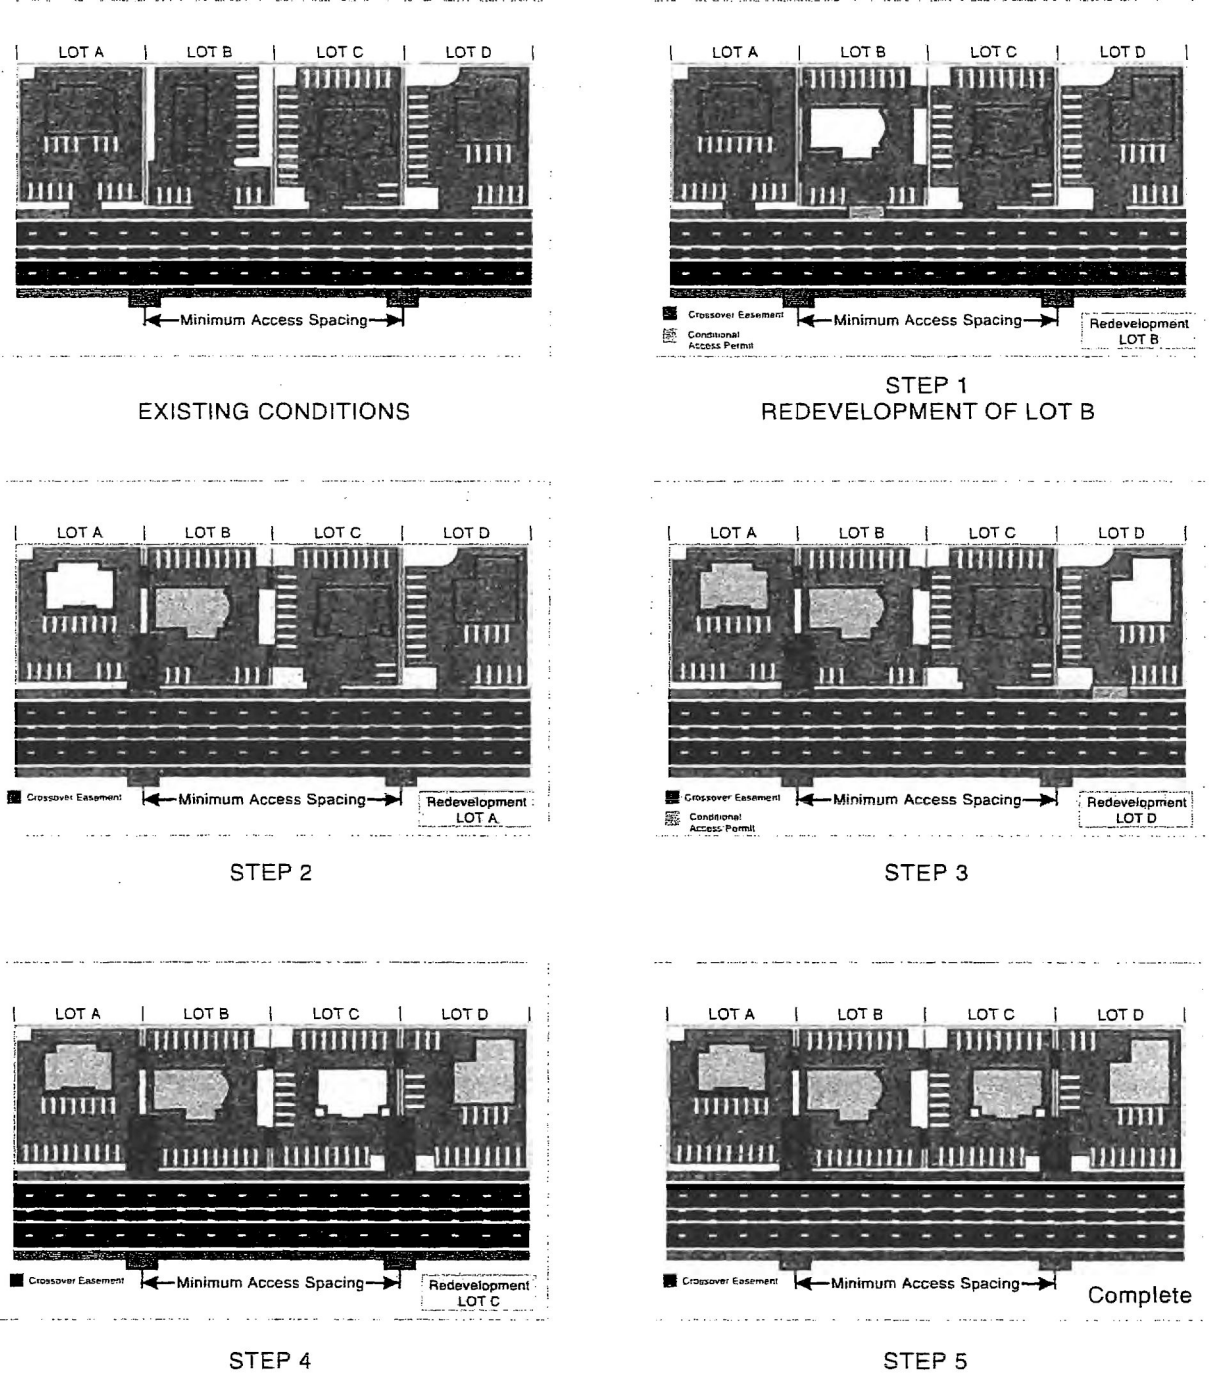 LOT A | LOT B | LOT C | LOT D
Minimum Access Spacing
EXISTING CONDITIONS
LOT A | LOT B | LOT C | LOT D
Crossover Easement
Conditional
Access Permit
Minimum Access Spacing
Redevelopment
LOT B
STEP 1
REDEVELOPMENT OF LOT B
LOT A | LOT B | LOT C | LOT D
Crossover Easement
Minimum Access Spacing
Redevelopment
LOT A
STEP 2
LOT A | LOT B | LOT C | LOT D
Crossover Easement
Conditional
Access Permit
Minimum Access Spacing
Redevelopment
LOT D
STEP 3
LOT A | LOT B | LOT C | LOT D
Crossover Easement
Minimum Access Spacing
Redevelopment
LOT C
STEP 4
LOT A | LOT B | LOT C | LOT D
Crossover Easement
Minimum Access Spacing
Complete
STEP 5